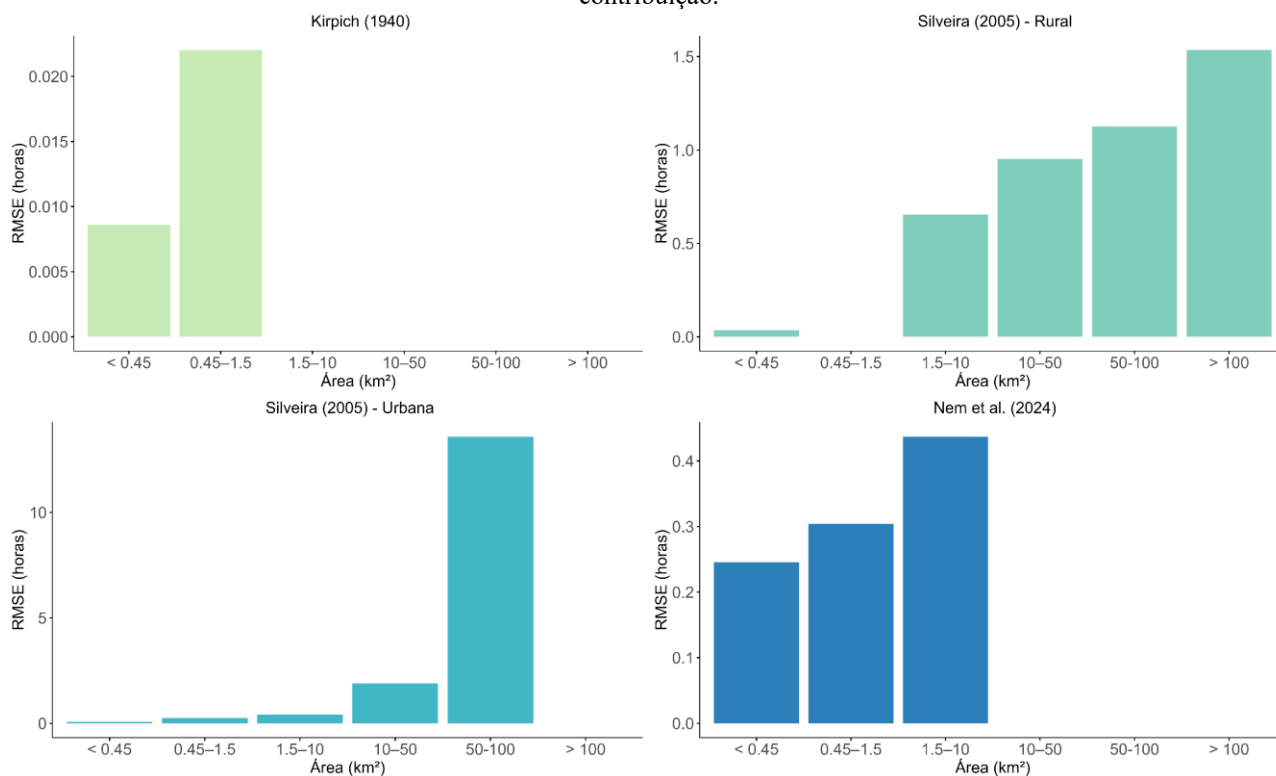 contribuição.
Kirpich (1940)
RMSE (horas)
0.020
0.015
0.010
0.005
0.000
< 0.45 0.45–1.5 1.5–10 10–50 50-100 > 100
Área (km²)
Silveira (2005) - Rural
RMSE (horas)
1.5
1.0
0.5
0.0
< 0.45 0.45–1.5 1.5–10 10–50 50-100 > 100
Área (km²)
Silveira (2005) - Urbana
RMSE (horas)
10
5
0
< 0.45 0.45–1.5 1.5–10 10–50 50-100 > 100
Área (km²)
Nem et al. (2024)
RMSE (horas)
0.4
0.3
0.2
0.1
0.0
< 0.45 0.45–1.5 1.5–10 10–50 50-100 > 100
Área (km²)